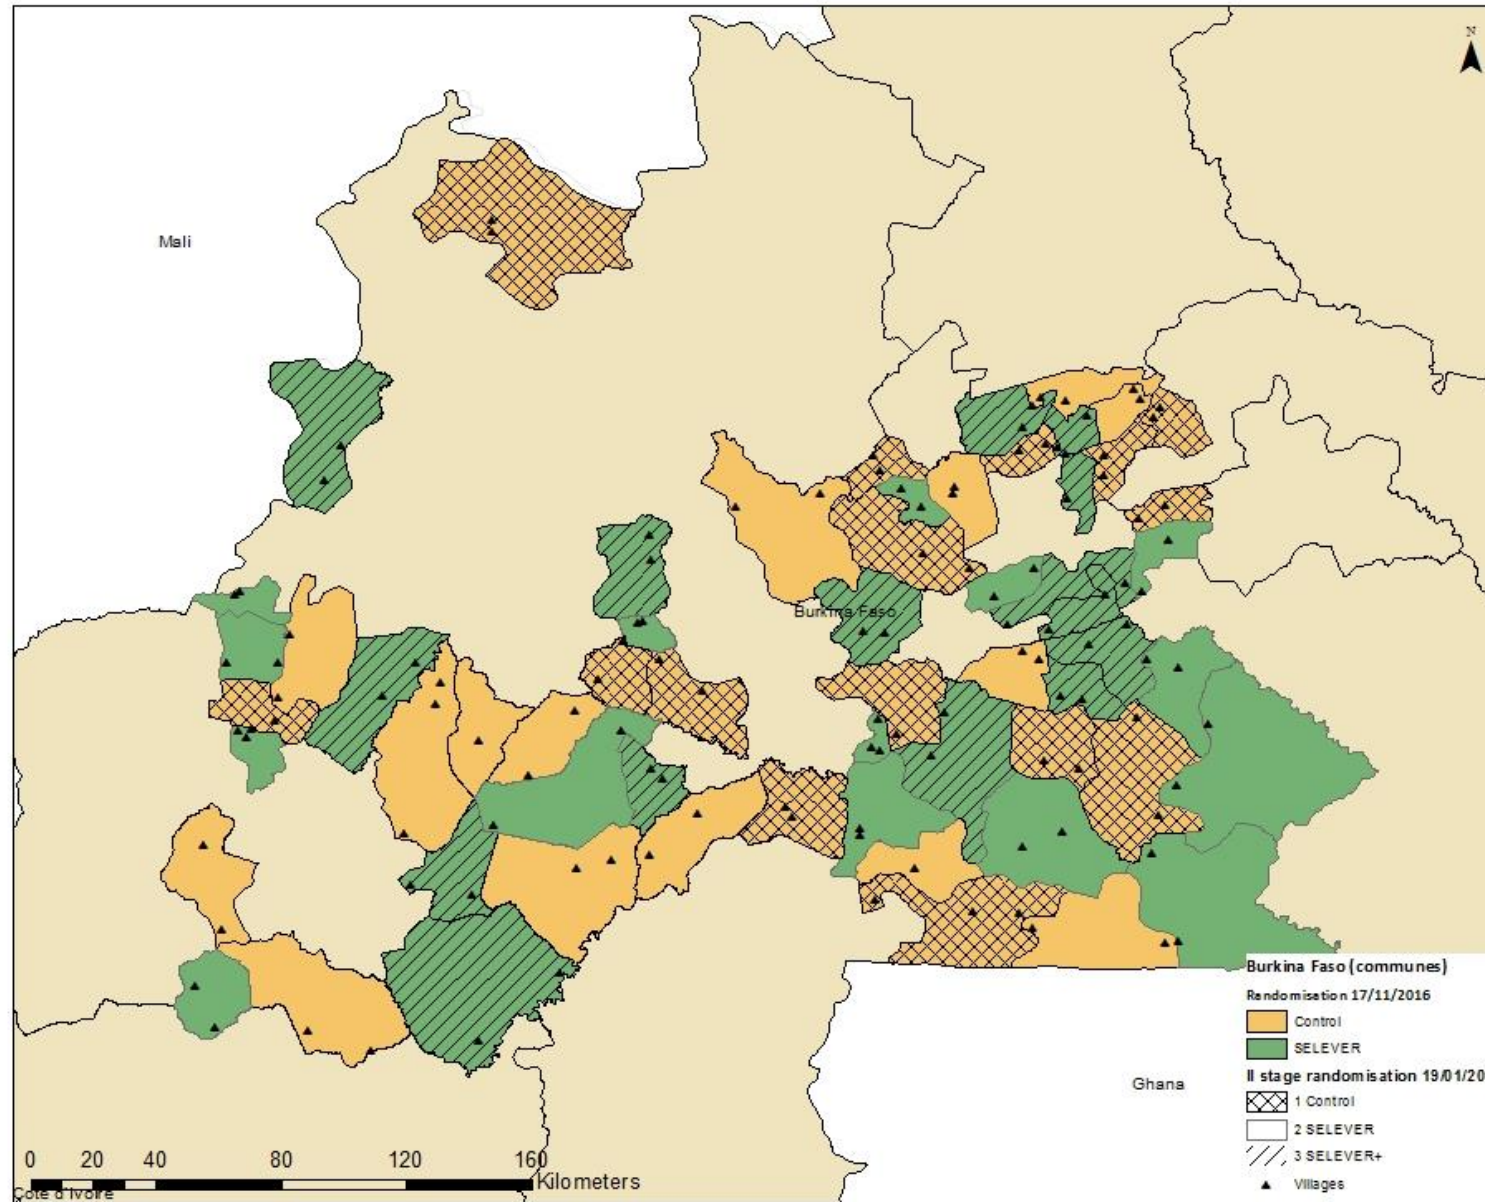 N
Mali
Burkina Faso
Burkina Faso (communes)
Randomisation 17/11/2016
Control
SELEVER
II stage randomisation 19/01/20
1 Control
2 SELEVER
3 SELEVER+
Villages
Ghana
0 20 40 80 120 160
Kilometers
Cote d'Ivoire